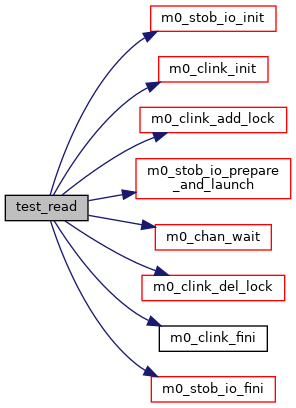 m0_stob_io_init
m0_clink_init
m0_clink_add_lock
m0_stob_io_prepare
_and_launch
test_read
m0_chan_wait
m0_clink_del_lock
m0_clink_fini
m0_stob_io_fini